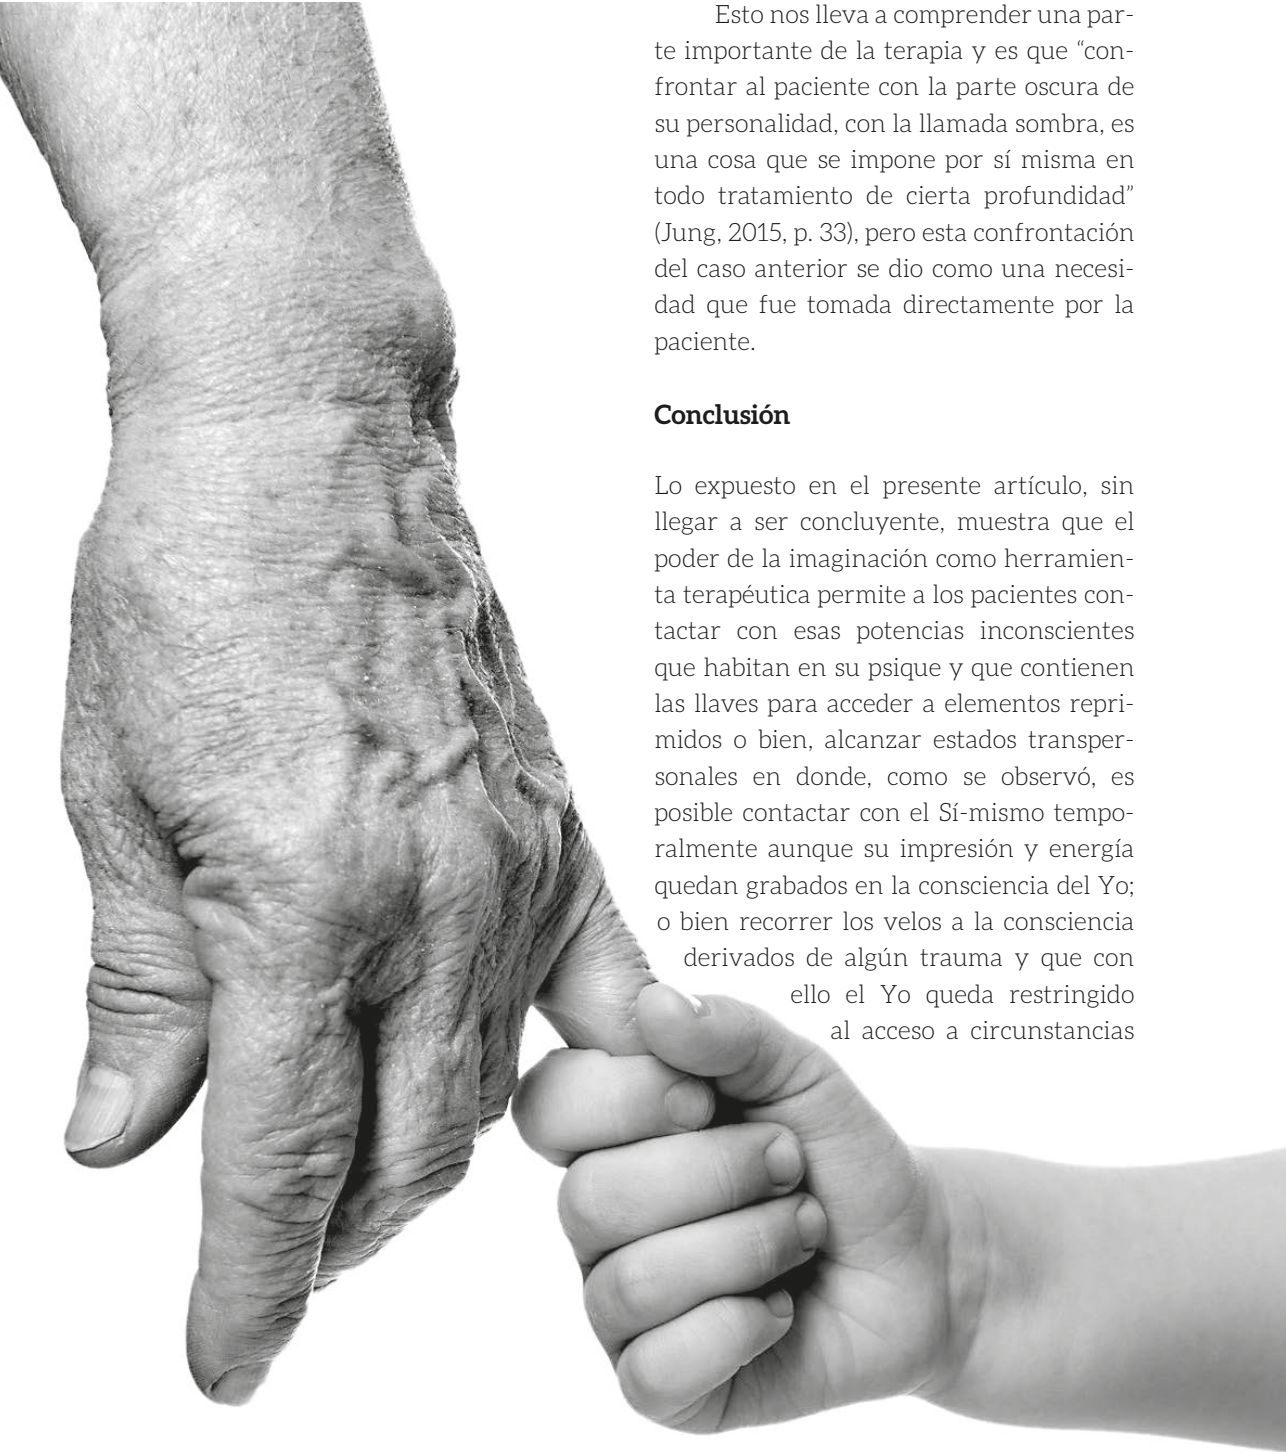 Esto nos lleva a comprender una par-
te importante de la terapia y es que “con-
frontar al paciente con la parte oscura de
su personalidad, con la llamada sombra, es
una cosa que se impone por sí misma en
todo tratamiento de cierta profundidad”
(Jung, 2015, p. 33), pero esta confrontación
del caso anterior se dio como una necesi-
dad que fue tomada directamente por la
paciente.
Conclusión
Lo expuesto en el presente artículo, sin
llegar a ser concluyente, muestra que el
poder de la imaginación como herramien-
ta terapéutica permite a los pacientes con-
tactar con esas potencias inconscientes
que habitan en su psique y que contienen
las llaves para acceder a elementos repri-
midos o bien, alcanzar estados transper-
sonales en donde, como se observó, es
posible contactar con el Sí-mismo tempo-
ralmente aunque su impresión y energía
quedan grabados en la consciencia del Yo;
o bien recorrer los velos a la consciencia
derivados de algún trauma y que con
ello el Yo queda restringido
al acceso a circunstancias